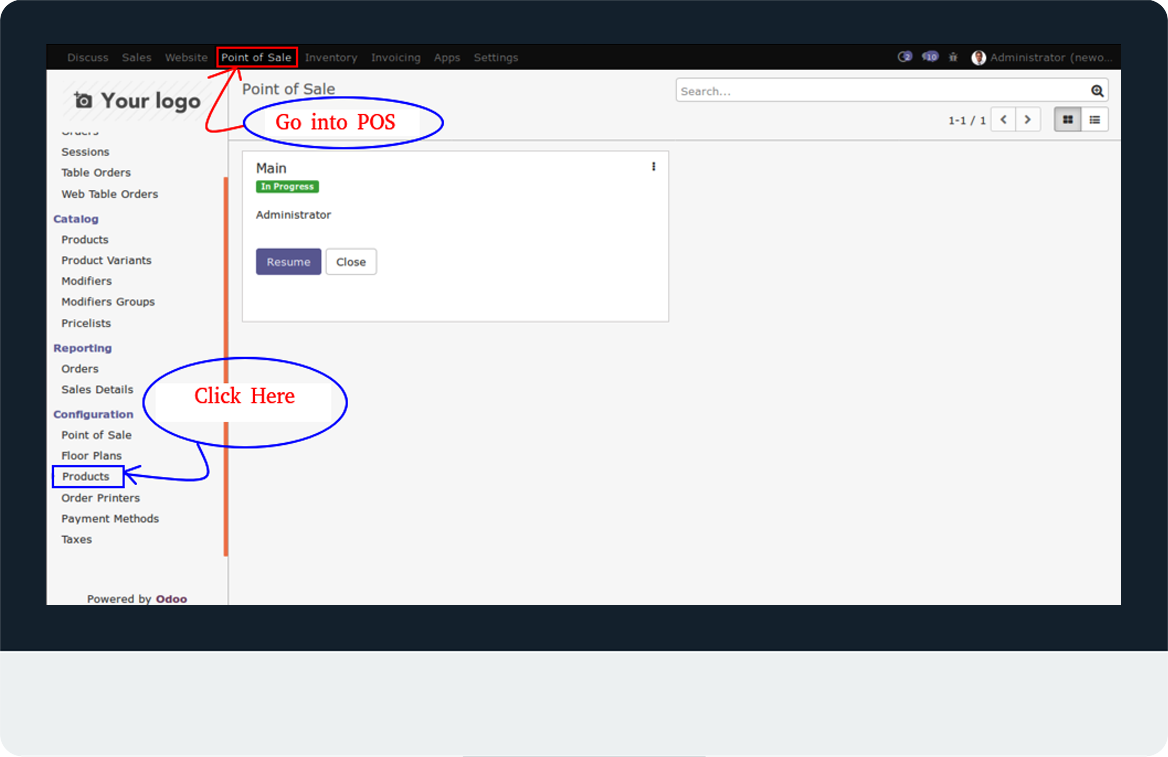 Discuss Sales Website Point of Sale Inventory Invoicing Apps Settings 2 10 Administrator (newo...
Your logo
Point of Sale
Search...
Go into POS
1-1 / 1
Orders
Sessions
Table Orders
Web Table Orders
Catalog
Products
Product Variants
Modifiers
Modifiers Groups
Pricelists
Reporting
Orders
Sales Details
Configuration
Point of Sale
Floor Plans
Products
Order Printers
Payment Methods
Taxes
Powered by Odoo
Main
In Progress
Administrator
Resume Close
Click Here